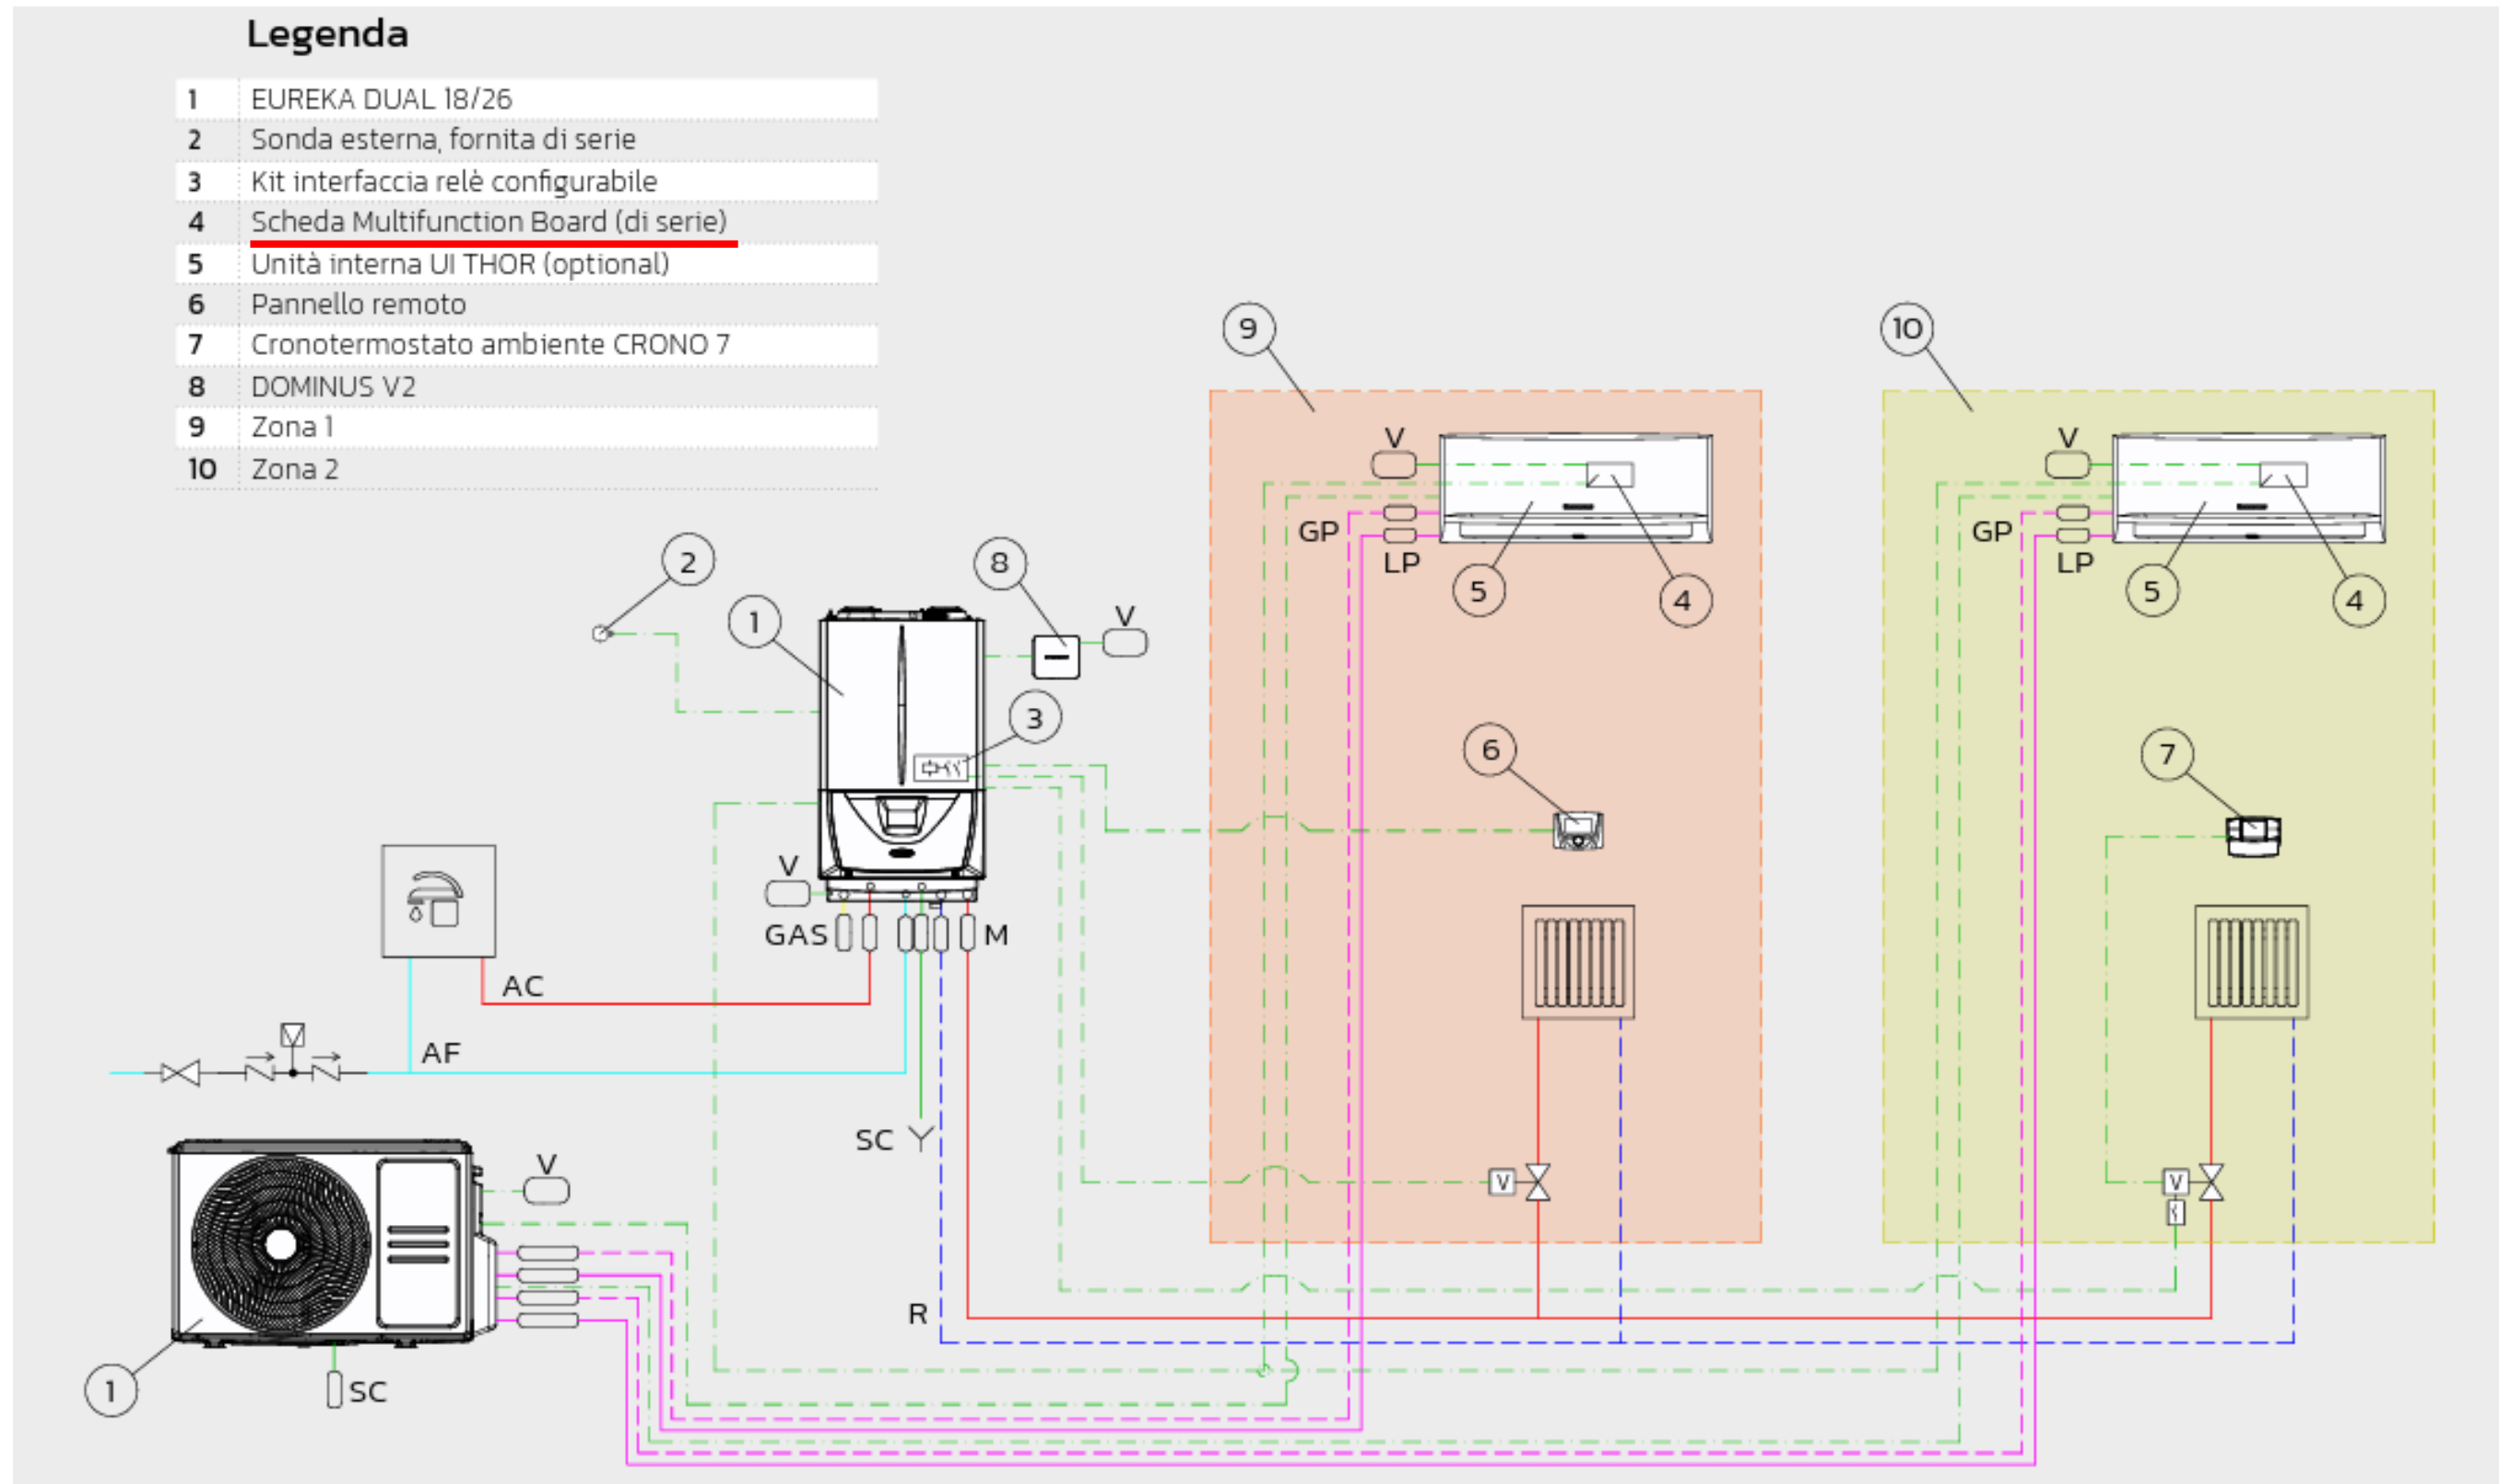 Legenda
1 EUREKA DUAL 18/26
2 Sonda esterna, fornita di serie
3 Kit interfaccia relè configurabile
4 Scheda Multifunction Board (di serie)
5 Unità interna UI THOR (optional)
6 Pannello remoto
7 Cronotermostato ambiente CRONO 7
8 DOMINUS V2
9 Zona 1
10 Zona 2
9
10
V
V
GP
LP
5
4
GP
LP
5
4
2
8
1
V
3
6
7
V
GAS
M
AC
AF
SC
V
V
V
R
1
SC